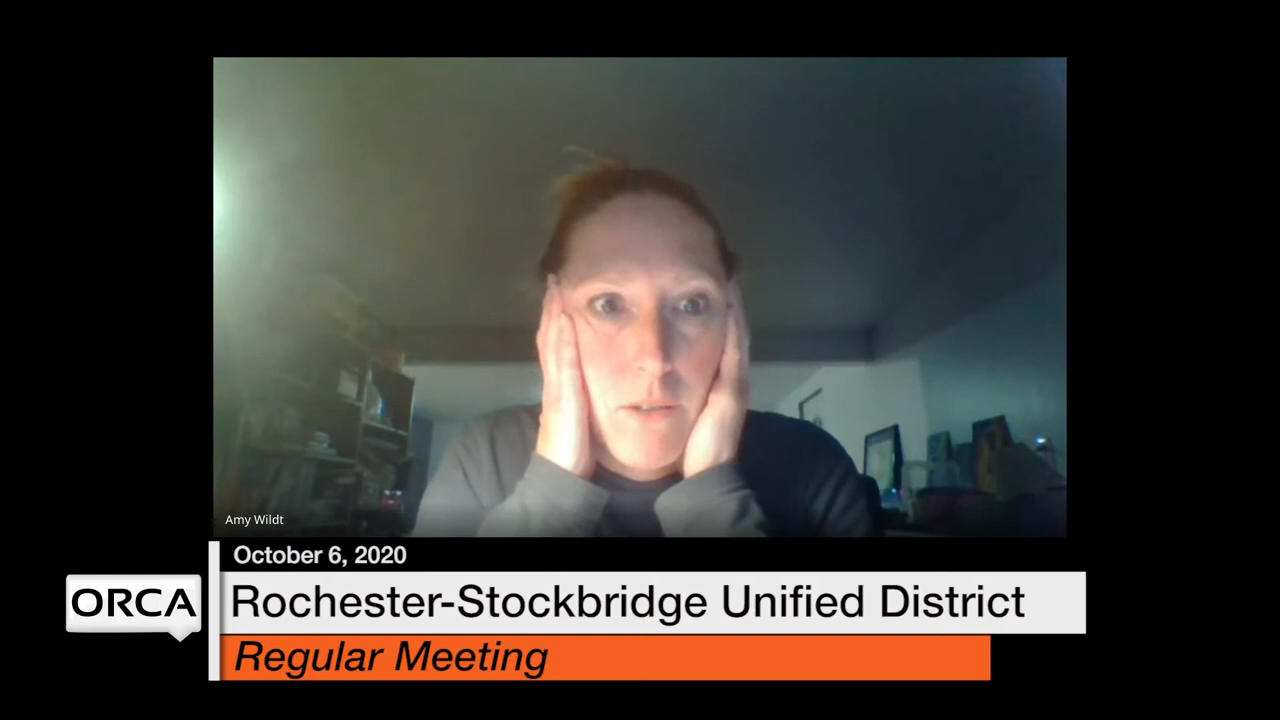 Amy Wildt
October 6, 2020
ORCA
Rochester-Stockbridge Unified District
Regular Meeting